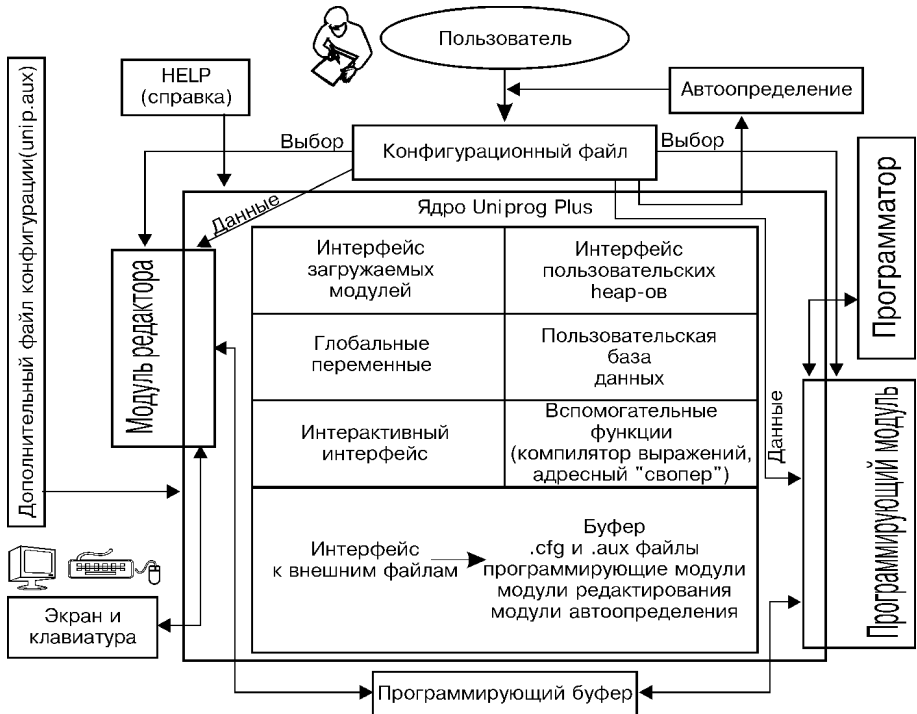 Пользователь
HELP
(справка)
Автоопределение
Дополнительный файл конфигурации(unip.aux)
Выбор
Конфигурационный файл
Выбор
Данные
Ядро Uniprog Plus
Программатор
Модуль редактора
Интерфейс
загружаемых
модулей
Интерфейс
пользовательских
heap-ов
Глобальные
переменные
Пользовательская
база
данных
Интерактивный
интерфейс
Вспомогательные
функции
(компилятор выражений,
адресный "свопер")
Данные
Программирующий модуль
Интерфейс
к внешним файлам
Буфер
.cfg и .aux файлы
программирующие модули
модули редактирования
модули автоопределения
Экран и
клавиатура
Программирующий буфер